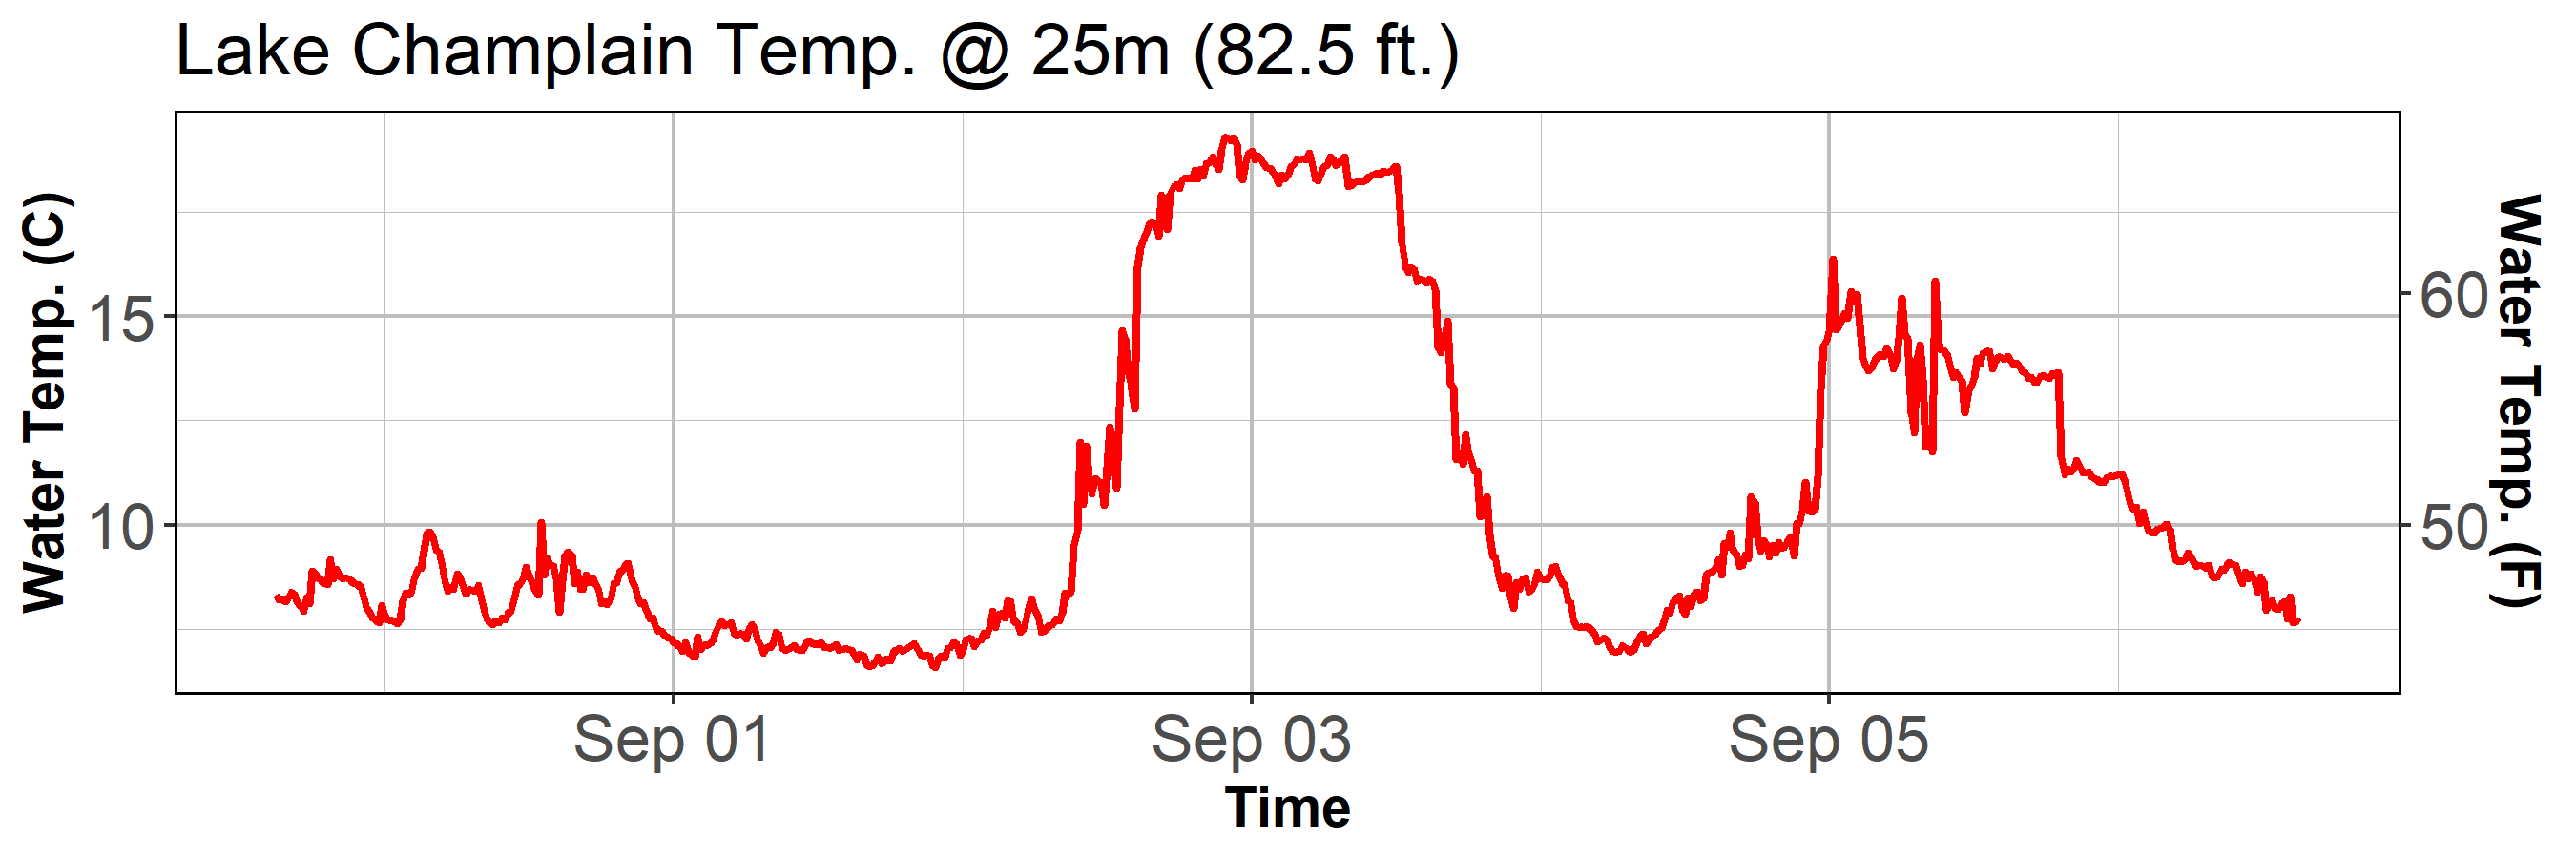 Lake Champlain Temp. @ 25m (82.5 ft.)
Water Temp. (C)
15
10
60
50
Water Temp. (F)
Sep 01
Sep 03
Sep 05
Time